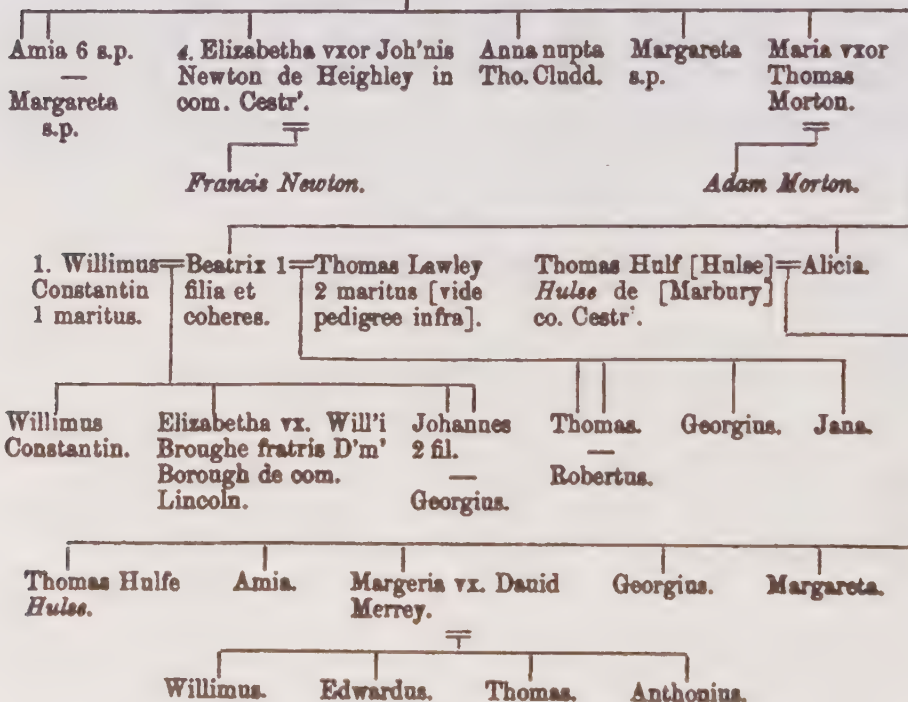 Amia 6 s.p.
—
Margareta
s.p.
4. Elizabetha vxor Joh'nis
Newton de Heighley in
com. Cestr'.
Francis Newton.
Anna nupta
Tho. Cludd.
Margareta
s.p.
Maria vxor
Thomas
Morton.
Adam Morton.
1. Willimus
Constantin
1 maritus.
Beatrix 1
filia et
coheres.
Thomas Lawley
2 maritus [vide
pedigree infra].
Thomas Hulf [Hulse]
Hulse de [Marbury]
co. Cestr'.
Alicia.
Willimus
Constantin.
Elizabetha vx. Will'i
Broughe fratris D'm'
Borough de com.
Lincoln.
Johannes
2 fil.
—
Georgius.
Thomas.
—
Robertus.
Georgius.
Jana.
Thomas Hulfe
Hulse.
Amia.
Margeria vx. Dauid
Merrey.
Georgius.
Margareta.
Willimus.
Edwardus.
Thomas.
Anthonius.